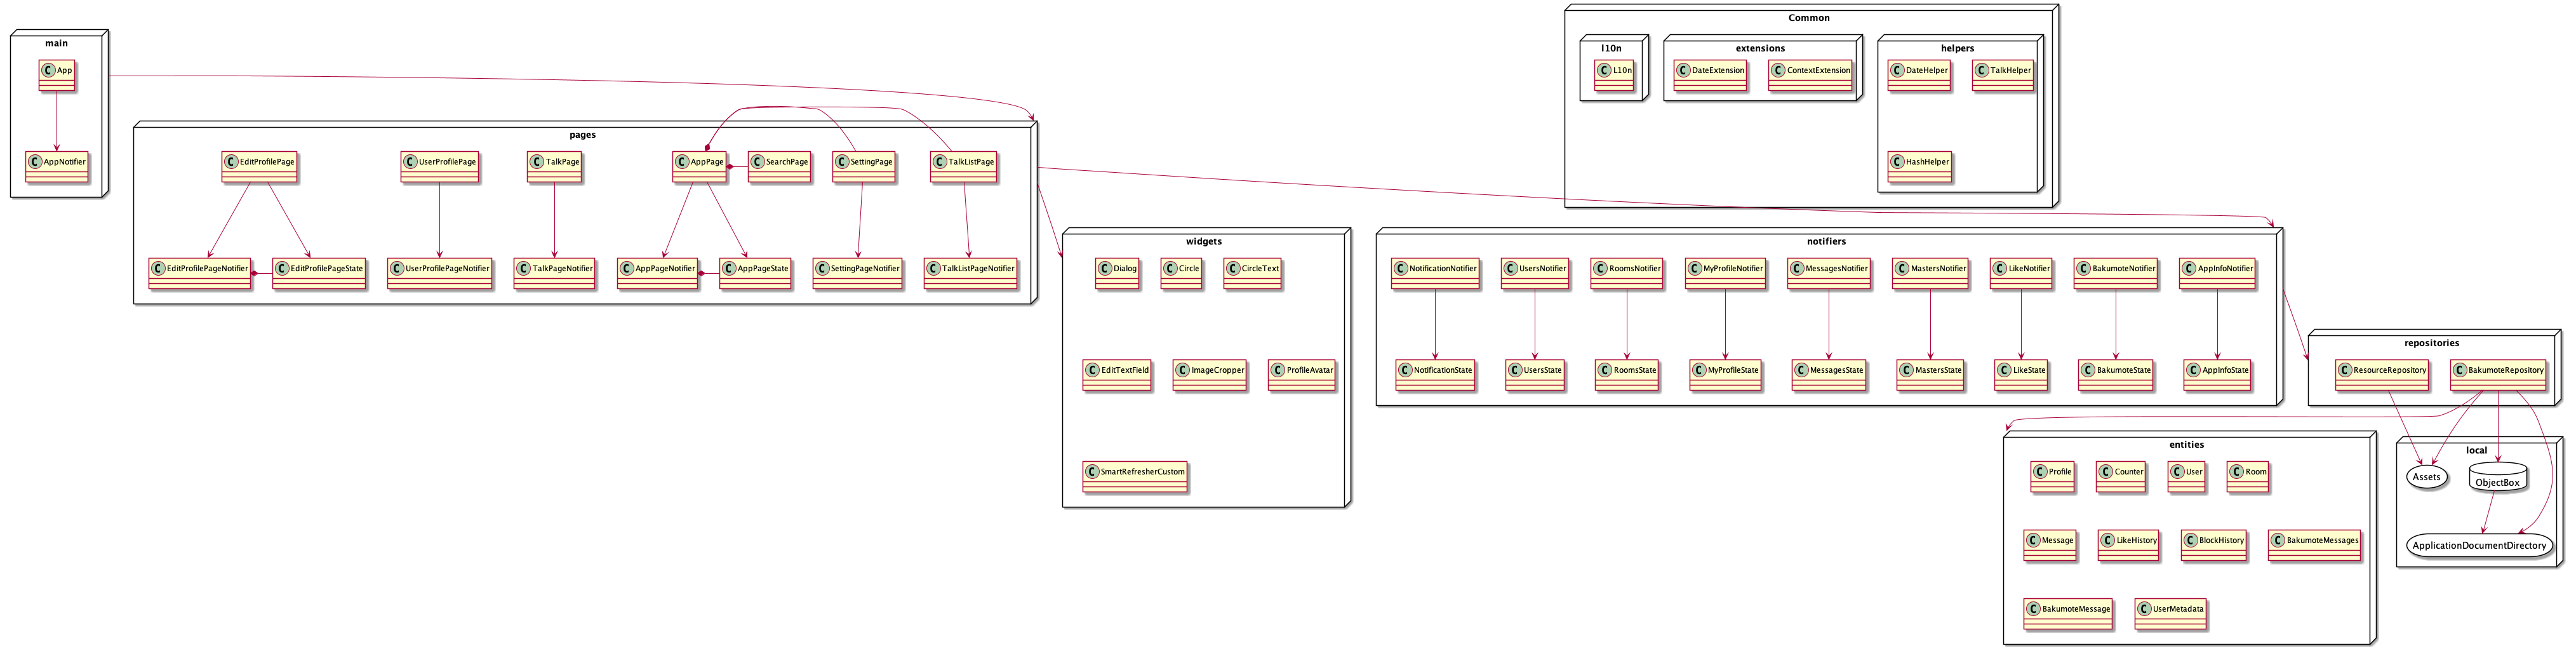 main
C App
C AppNotifier
pages
C EditProfilePage
C UserProfilePage
C TalkPage
C AppPage
C SearchPage
C SettingPage
C TalkListPage
C EditProfilePageNotifier
C EditProfilePageState
C UserProfilePageNotifier
C TalkPageNotifier
C AppPageNotifier
C AppPageState
C SettingPageNotifier
C TalkListPageNotifier
widgets
C Dialog
C Circle
C CircleText
C EditTextField
C ImageCropper
C ProfileAvatar
C SmartRefresherCustom
Common
l10n
C L10n
extensions
C DateExtension
C ContextExtension
helpers
C DateHelper
C TalkHelper
C HashHelper
notifiers
C NotificationNotifier
C UsersNotifier
C RoomsNotifier
C MyProfileNotifier
C MessagesNotifier
C MastersNotifier
C LikeNotifier
C BakumoteNotifier
C AppInfoNotifier
C NotificationState
C UsersState
C RoomsState
C MyProfileState
C MessagesState
C MastersState
C LikeState
C BakumoteState
C AppInfoState
repositories
C ResourceRepository
C BakumoteRepository
entities
C Profile
C Counter
C User
C Room
C Message
C LikeHistory
C BlockHistory
C BakumoteMessages
C BakumoteMessage
C UserMetadata
local
Assets
ObjectBox
ApplicationDocumentDirectory